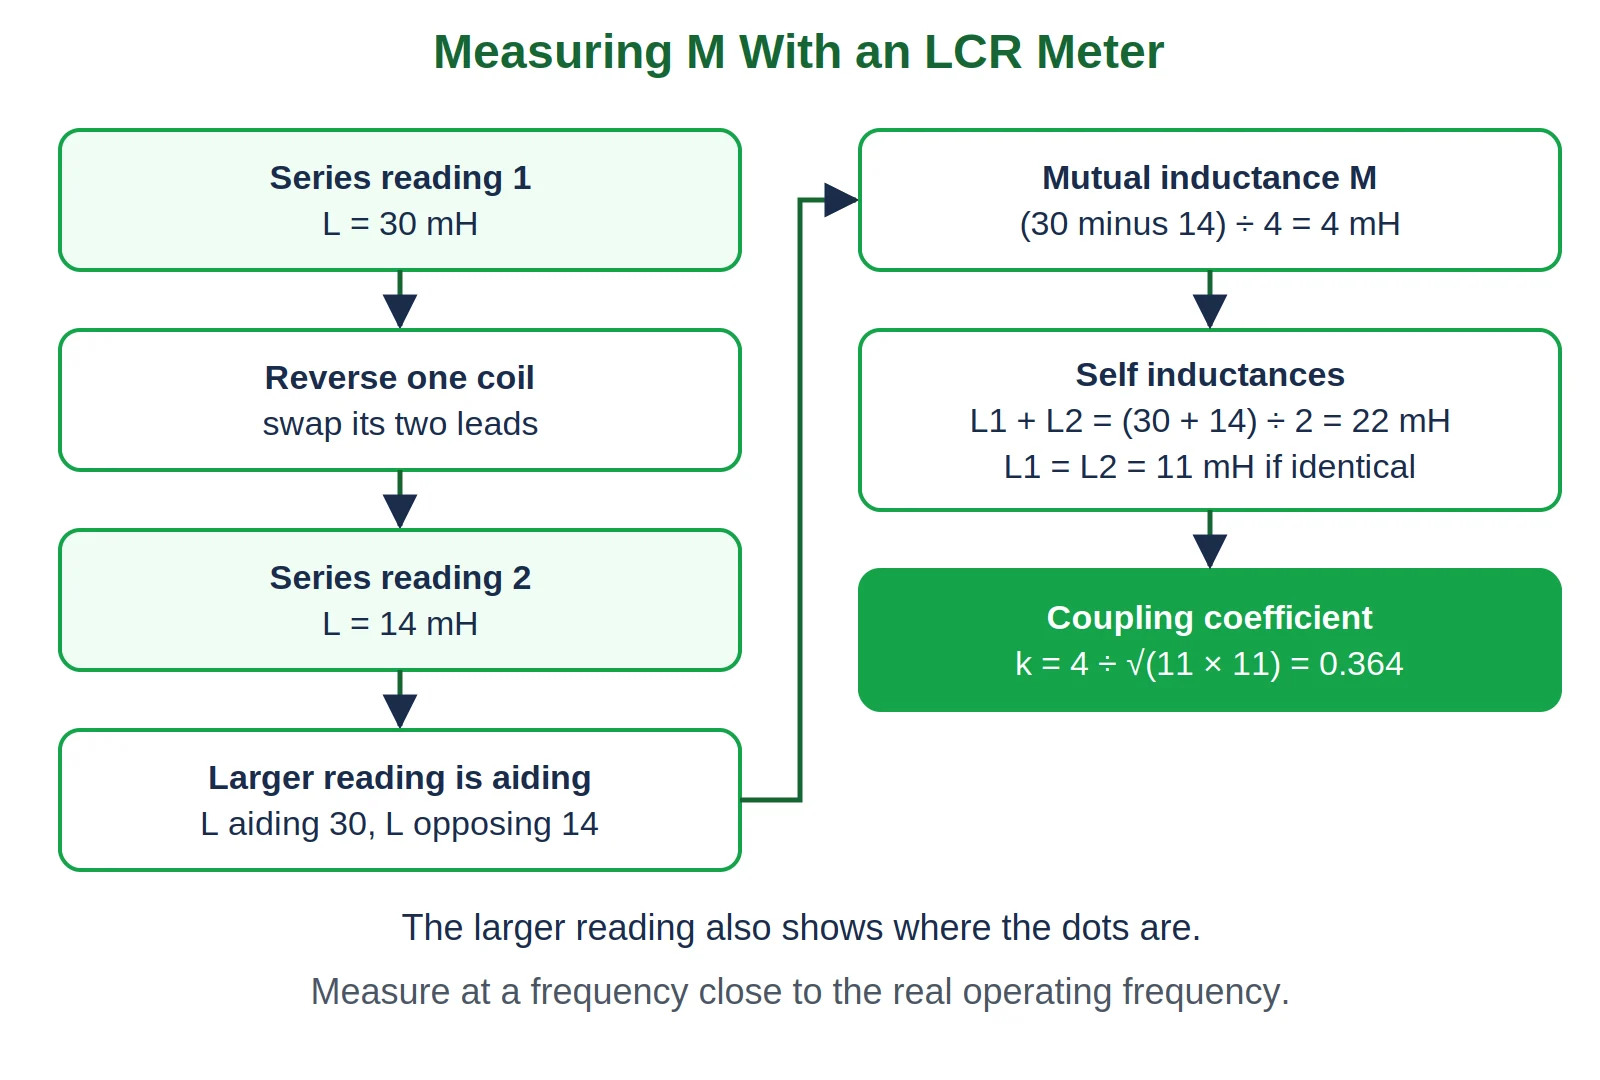 Measuring M With an LCR Meter
Series reading 1
L = 30 mH
Reverse one coil
swap its two leads
Series reading 2
L = 14 mH
Larger reading is aiding
L aiding 30, L opposing 14
Mutual inductance M
(30 minus 14) ÷ 4 = 4 mH
Self inductances
L1 + L2 = (30 + 14) ÷ 2 = 22 mH
L1 = L2 = 11 mH if identical
Coupling coefficient
k = 4 ÷ √(11 × 11) = 0.364
The larger reading also shows where the dots are.
Measure at a frequency close to the real operating frequency.